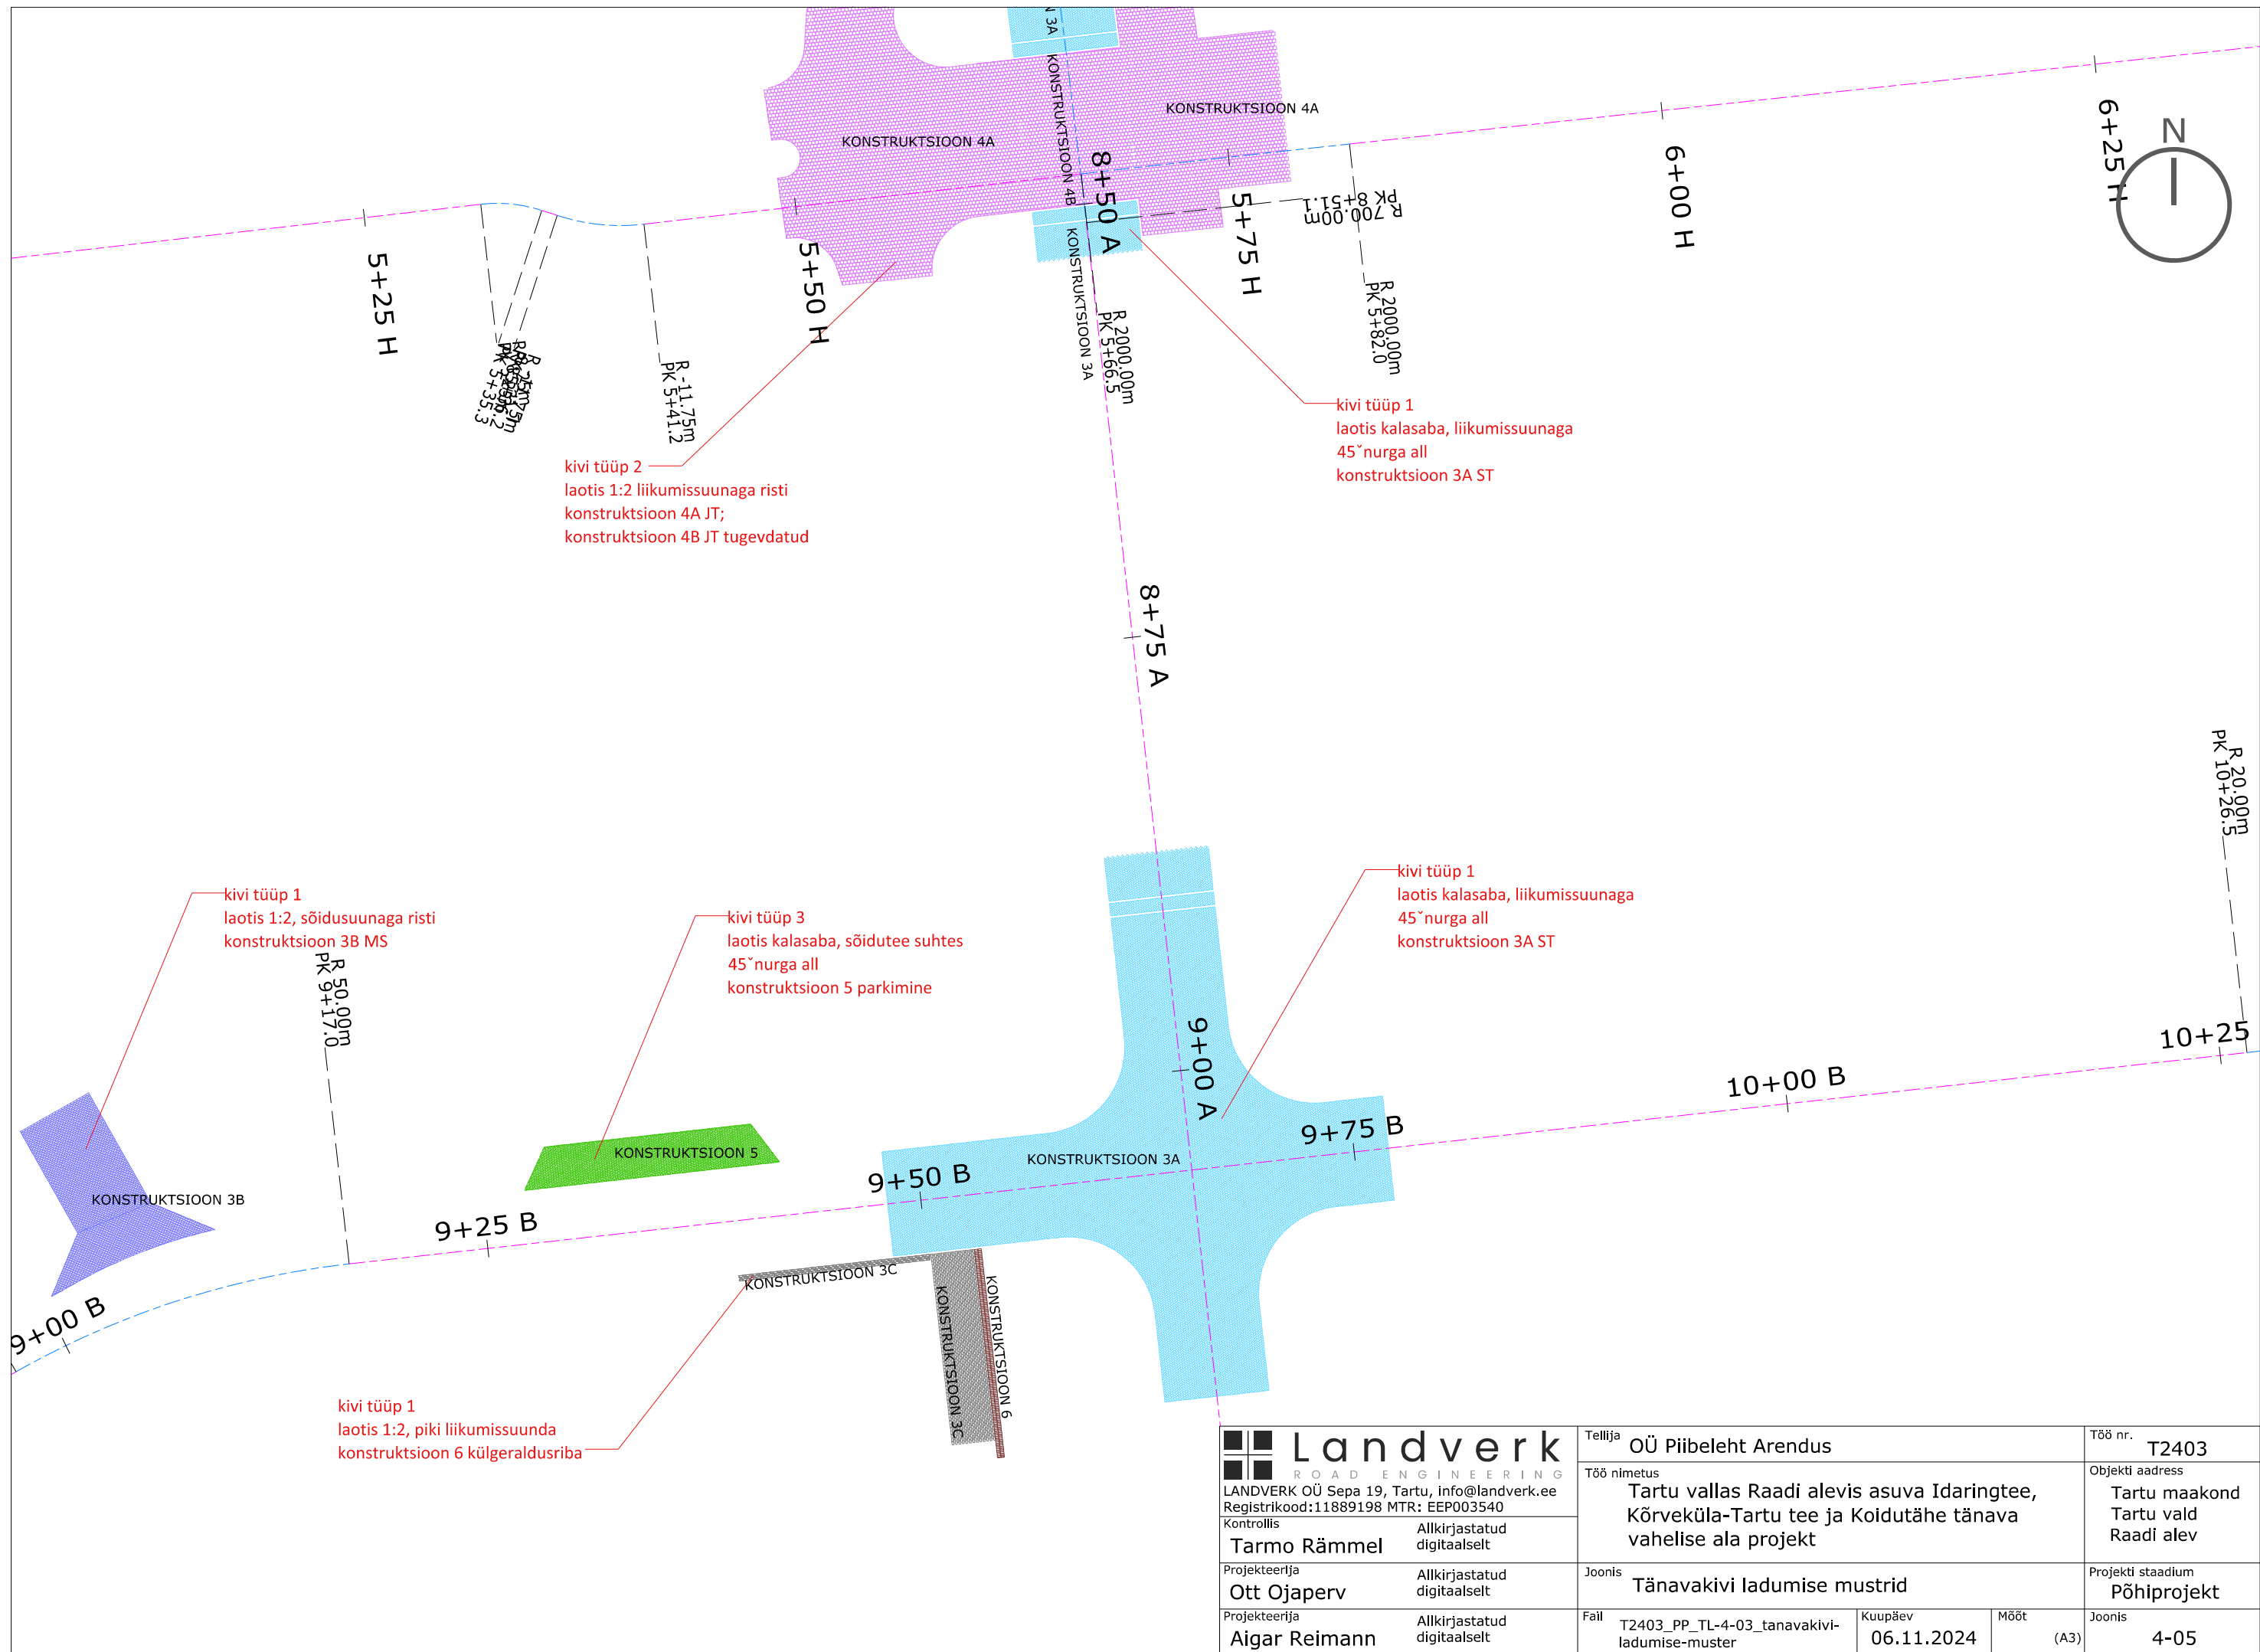 N 3A
KONSTRUKTSIOON 4B
KONSTRUKTSIOON 4A
KONSTRUKTSIOON 4A
6+25 H
N
6+00 H
8+50 A
5+75 H
R 700.00m
PK 8+51.1
5+25 H
5+50 H
KONSTRUKTSIOON 3A
R 2000.00m
PK 5+66.5
R 2000.00m
PK 5+82.0
PK 5+35.3
R -11.75m
PK 5+41.2
kivi tüüp 1
laotis kalasaba, liikumissuunaga
45ˇnurga all
konstruktsioon 3A ST
kivi tüüp 2
laotis 1:2 liikumissuunaga risti
konstruktsioon 4A JT;
konstruktsioon 4B JT tugevdatud
8+75 A
R 20.00m
PK 10+26.5
kivi tüüp 1
laotis 1:2, sõidusuunaga risti
konstruktsioon 3B MS
kivi tüüp 3
laotis kalasaba, sõidutee suhtes
45ˇnurga all
konstruktsioon 5 parkimine
kivi tüüp 1
laotis kalasaba, liikumissuunaga
45ˇnurga all
konstruktsioon 3A ST
R 50.00m
PK 9+17.0
9+00 A
10+25
10+00 B
9+75 B
KONSTRUKTSIOON 5
KONSTRUKTSIOON 3A
9+50 B
KONSTRUKTSIOON 3B
9+25 B
KONSTRUKTSIOON 3C
KONSTRUKTSIOON 3C
KONSTRUKTSIOON 6
9+00 B
kivi tüüp 1
laotis 1:2, piki liikumissuunda
konstruktsioon 6 külgeraldusriba
Landverk
ROAD ENGINEERING
LANDVERK OÜ Sepa 19, Tartu, info@landverk.ee
Registrikood:11889198 MTR: EEP003540
Kontrollis
Tarmo Rämmel
Allkirjastatud
digitaalselt
Projekteerija
Ott Ojaperv
Allkirjastatud
digitaalselt
Projekteerija
Aigar Reimann
Allkirjastatud
digitaalselt
Tellija
OÜ Piibeleht Arendus
Töö nr.
T2403
Töö nimetus
Tartu vallas Raadi alevis asuva Idaringtee,
Kõrveküla-Tartu tee ja Koidutähe tänava
vahelise ala projekt
Objekti aadress
Tartu maakond
Tartu vald
Raadi alev
Joonis
Tänavakivi ladumise mustrid
Projekti staadium
Põhiprojekt
Fail
T2403_PP_TL-4-03_tanavakivi-
ladumise-muster
Kuupäev
06.11.2024
Mõõt
(A3)
Joonis
4-05